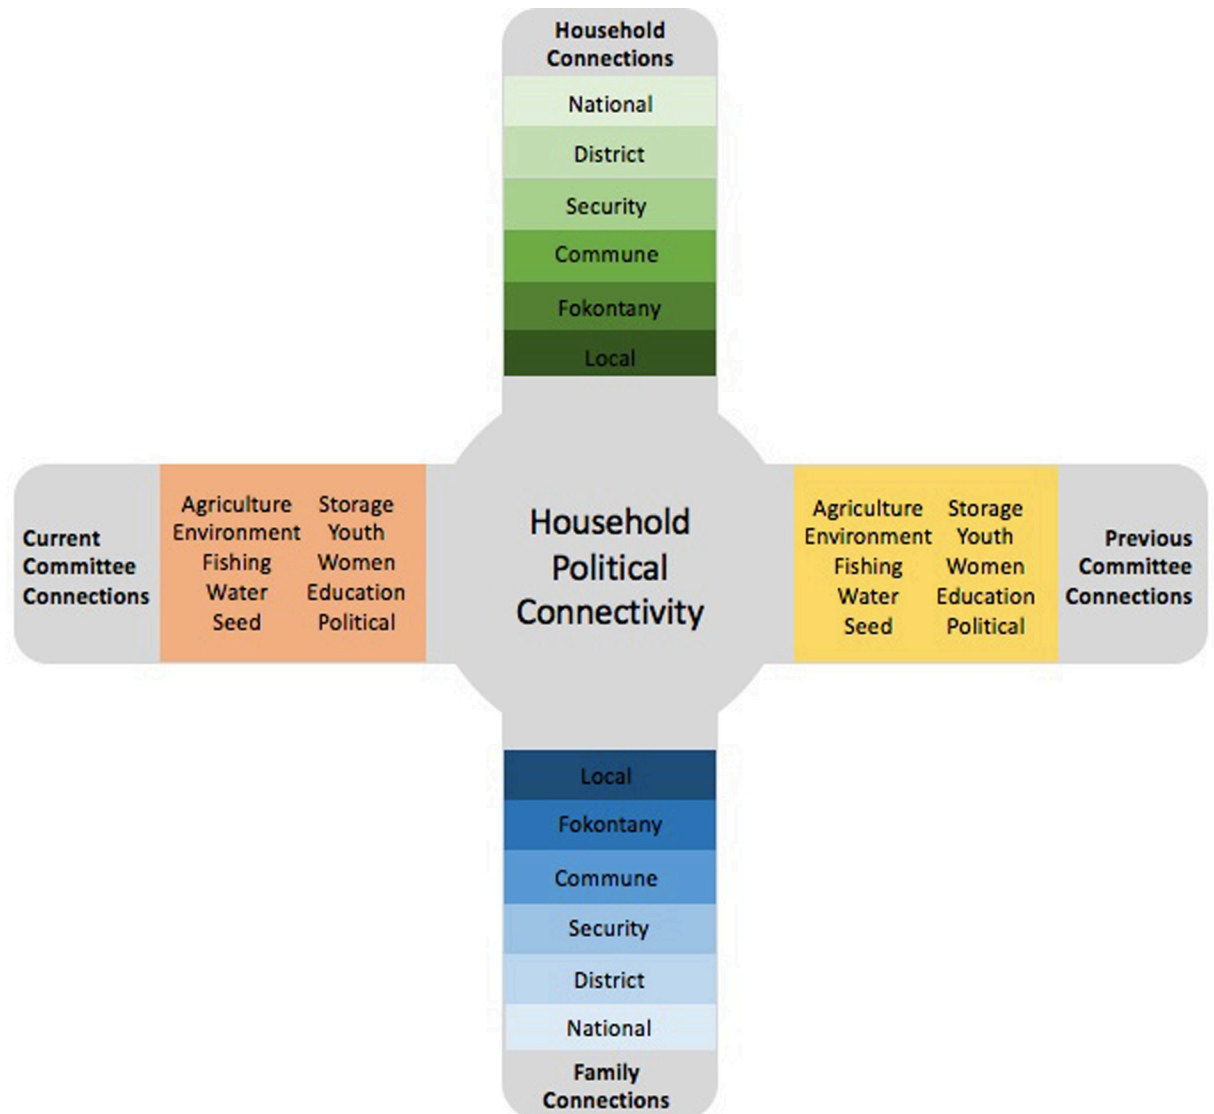 Household
Connections
National
District
Security
Commune
Fokontany
Local
Current
Committee
Connections
Agriculture Storage
Environment Youth
Fishing Women
Water Education
Seed Political
Household
Political
Connectivity
Agriculture Storage
Environment Youth
Fishing Women
Water Education
Seed Political
Previous
Committee
Connections
Local
Fokontany
Commune
Security
District
National
Family
Connections